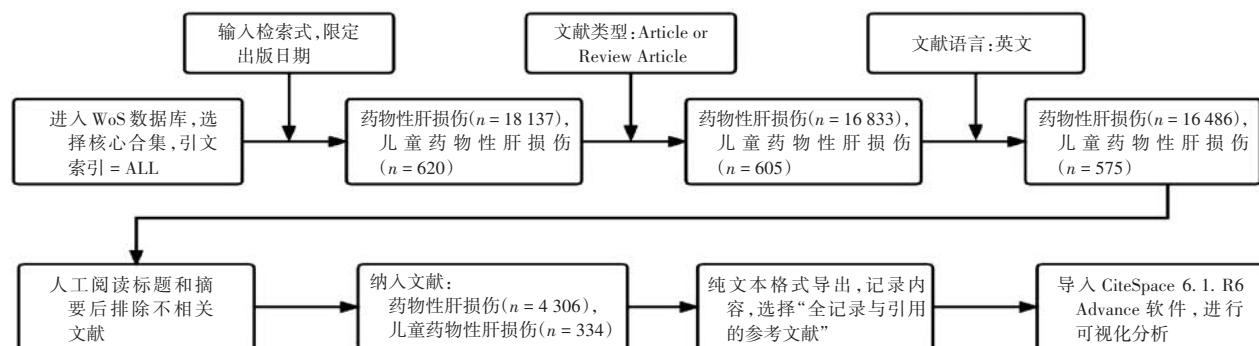 输入检索式,限定
出版日期
文献类型:Article or
Review Article
文献语言:英文
进入 WoS 数据库,选
择核心合集,引文
索引 = ALL
药物性肝损伤(n = 18 137),
儿童药物性肝损伤
(n = 620)
药物性肝损伤(n = 16 833),
儿童药物性肝损伤
(n = 605)
药物性肝损伤(n = 16 486),
儿童药物性肝损伤
(n = 575)
人工阅读标题和摘
要后排除不相关
文献
纳入文献:
药物性肝损伤(n = 4 306),
儿童药物性肝损伤(n = 334)
纯文本格式导出,记录内
容,选择“全记录与引用
的参考文献”
导入 CiteSpace 6. 1. R6
Advance 软件,进行
可视化分析